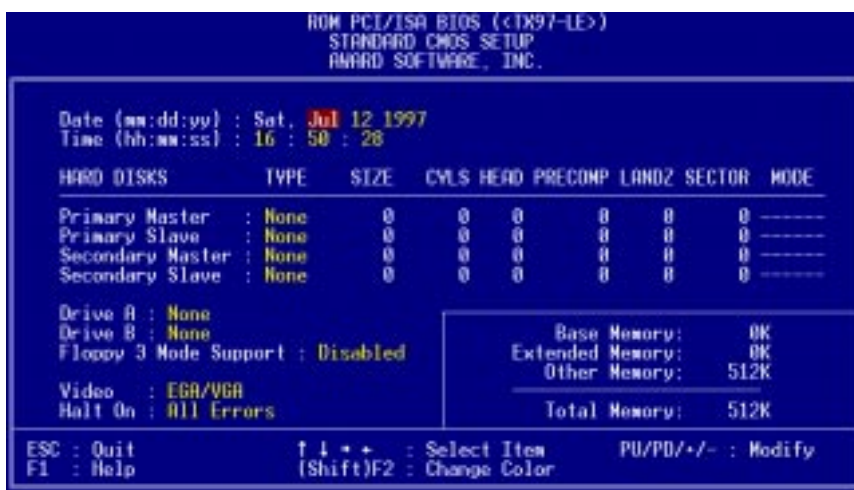 ROM PCI/ISA BIOS (<TX97-LE>)
STANDARD CMOS SETUP
AWARD SOFTWARE, INC.
Date (mm:dd:yy) : Sat, Jul 12 1997
Time (hh:mm:ss) : 16 : 50 : 28
HARD DISKS TYPE SIZE CYLS HEAD PRECOMP LANDZ SECTOR MODE
Primary Master : None 0 0 0 0 0 0 ------
Primary Slave : None 0 0 0 0 0 0 ------
Secondary Master : None 0 0 0 0 0 0 ------
Secondary Slave : None 0 0 0 0 0 0 ------
Drive A : None
Drive B : None
Floppy 3 Mode Support : Disabled
Video : EGA/VGA
Halt On : All Errors
Base Memory: 0K
Extended Memory: 0K
Other Memory: 512K
Total Memory: 512K
ESC : Quit ↑ ↓ → ← : Select Item PU/PD/+/- : Modify
F1 : Help (Shift)F2 : Change Color